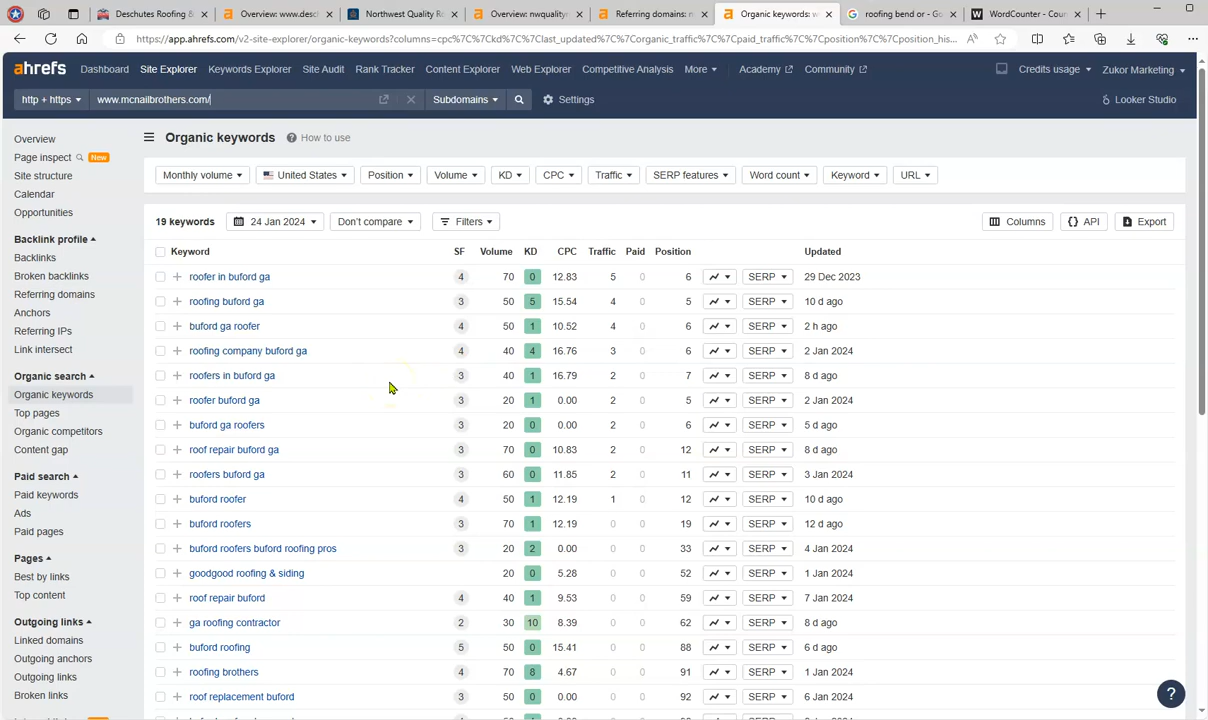 Deschutes Roofing &
Overview: www.desc
Northwest Quality R
Overview: nwquality
Referring domains: n
Organic keywords: w
roofing bend or - Go
WordCounter - Coun
https://app.ahrefs.com/v2-site-explorer/organic-keywords?columns=cpc%7C%7Ckd%7C%7Clast_updated%7C%7Corganic_traffic%7C%7Cpaid_traffic%7C%7Cposition%7C%7Cposition_his...
ahrefs Dashboard Site Explorer Keywords Explorer Site Audit Rank Tracker Content Explorer Web Explorer Competitive Analysis More Academy Community Credits usage Zukor Marketing
http + https www.mcnailbrothers.com/ Subdomains Settings Looker Studio
Overview
Page inspect New
Site structure
Calendar
Opportunities
Backlink profile
Backlinks
Broken backlinks
Referring domains
Anchors
Referring IPs
Link intersect
Organic search
Organic keywords
Top pages
Organic competitors
Content gap
Paid search
Paid keywords
Ads
Paid pages
Pages
Best by links
Top content
Outgoing links
Linked domains
Outgoing anchors
Outgoing links
Broken links
Organic keywords ? How to use
Monthly volume United States Position Volume KD CPC Traffic SERP features Word count Keyword URL
19 keywords 24 Jan 2024 Don't compare Filters Columns {} API Export
Keyword SF Volume KD CPC Traffic Paid Position Updated
roofer in buford ga 4 70 0 12.83 5 0 6 SERP 29 Dec 2023
roofing buford ga 3 50 5 15.54 4 0 5 SERP 10 d ago
buford ga roofer 4 50 1 10.52 4 0 6 SERP 2 h ago
roofing company buford ga 4 40 4 16.76 3 0 6 SERP 2 Jan 2024
roofers in buford ga 3 40 1 16.79 2 0 7 SERP 8 d ago
roofer buford ga 3 20 1 0.00 2 0 5 SERP 2 Jan 2024
buford ga roofers 3 20 0 0.00 2 0 6 SERP 5 d ago
roof repair buford ga 3 70 0 10.83 2 0 12 SERP 8 d ago
roofers buford ga 3 60 0 11.85 2 0 11 SERP 3 Jan 2024
buford roofer 4 50 1 12.19 1 0 12 SERP 10 d ago
buford roofers 3 70 1 12.19 0 0 19 SERP 12 d ago
buford roofers buford roofing pros 3 20 2 0.00 0 0 33 SERP 4 Jan 2024
goodgood roofing & siding 20 0 5.28 0 0 52 SERP 1 Jan 2024
roof repair buford 4 40 1 9.53 0 0 59 SERP 7 Jan 2024
ga roofing contractor 2 30 10 8.39 0 0 62 SERP 8 d ago
buford roofing 5 50 0 15.41 0 0 88 SERP 6 d ago
roofing brothers 4 70 8 4.67 0 0 91 SERP 1 Jan 2024
roof replacement buford 3 50 0 0.00 0 0 92 SERP 6 Jan 2024
?